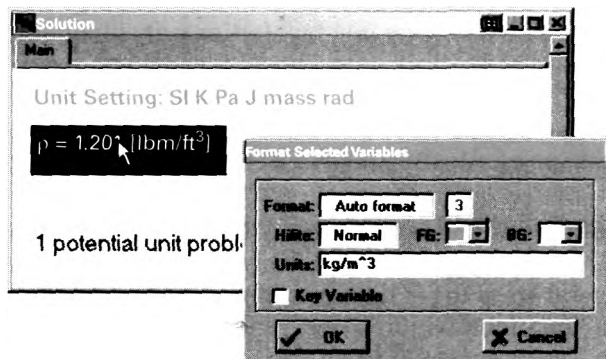 Solution
Main
Unit Setting: SI K Pa J mass rad
ρ = 1.201 [lbm/ft³]
1 potential unit probl
Format Selected Variables
Format: Auto format 3
Hilite: Normal FG: BG:
Units: kg/m^3
Key Variable
OK Cancel